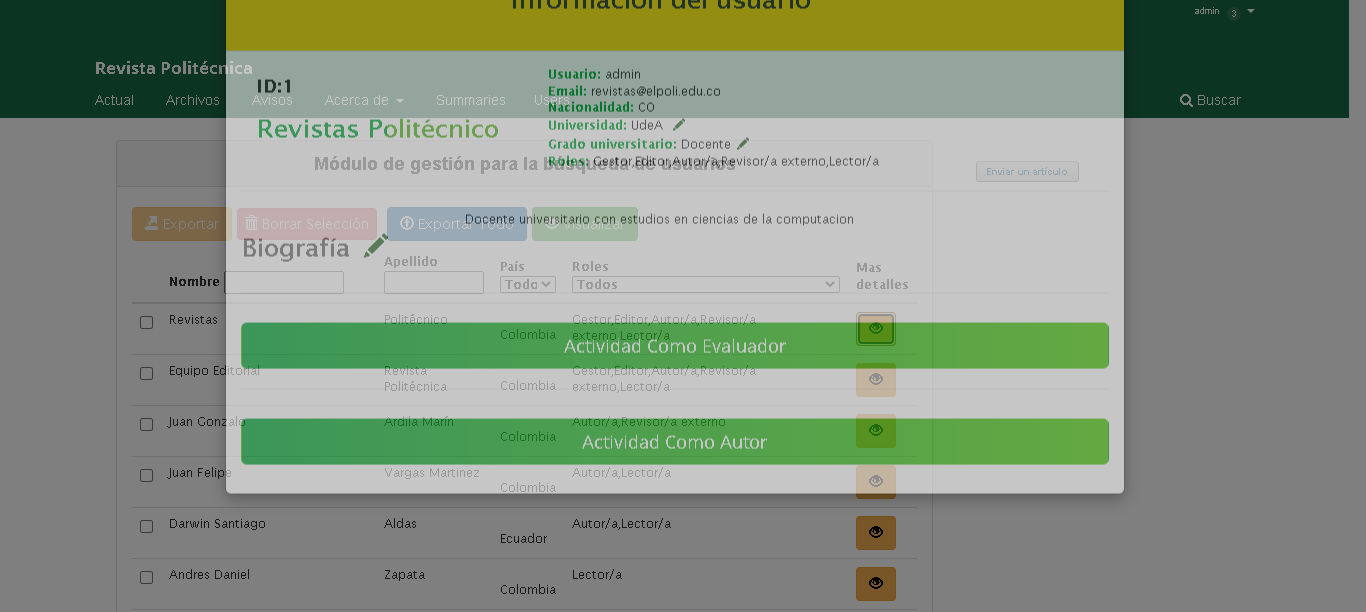 Información del usuario
admin 3
Revista Politécnica
Actual Archivos Avisos Acerca de Summaries Users
Buscar
ID:1
Revistas Politécnico
Usuario: admin
Email: revistas@elpoli.edu.co
Nacionalidad: CO
Universidad: UdeA
Grado universitario: Docente
Roles: Gestor,Editor,Autor/a,Revisor/a externo,Lector/a
Módulo de gestión para la búsqueda de usuarios
Enviar un artículo
Docente universitario con estudios en ciencias de la computacion
Exportar Borrar Selección Exportar Todo Visualizar
Biografía
Nombre Apellido País Roles Mas detalles
Todo Todos
Revistas Politécnico Colombia Gestor,Editor,Autor/a,Revisor/a
externo,Lector/a
Actividad Como Evaluador
Equipo Editorial Revista Politécnica Colombia Gestor,Editor,Autor/a,Revisor/a
externo,Lector/a
Juan Gonzalo Ardila Marín Colombia Autor/a,Revisor/a externo
Actividad Como Autor
Juan Felipe Vargas Martinez Colombia Autor/a,Lector/a
Darwin Santiago Aldas Ecuador Autor/a,Lector/a
Andres Daniel Zapata Colombia Lector/a